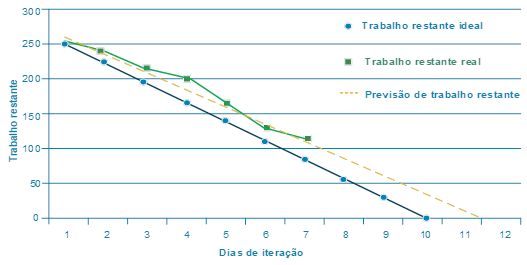 300
250
200
150
100
50
0
Trabalho restante
Trabalho restante ideal
Trabalho restante real
Previsão de trabalho restante
1 2 3 4 5 6 7 8 9 10 11 12
Dias de iteração